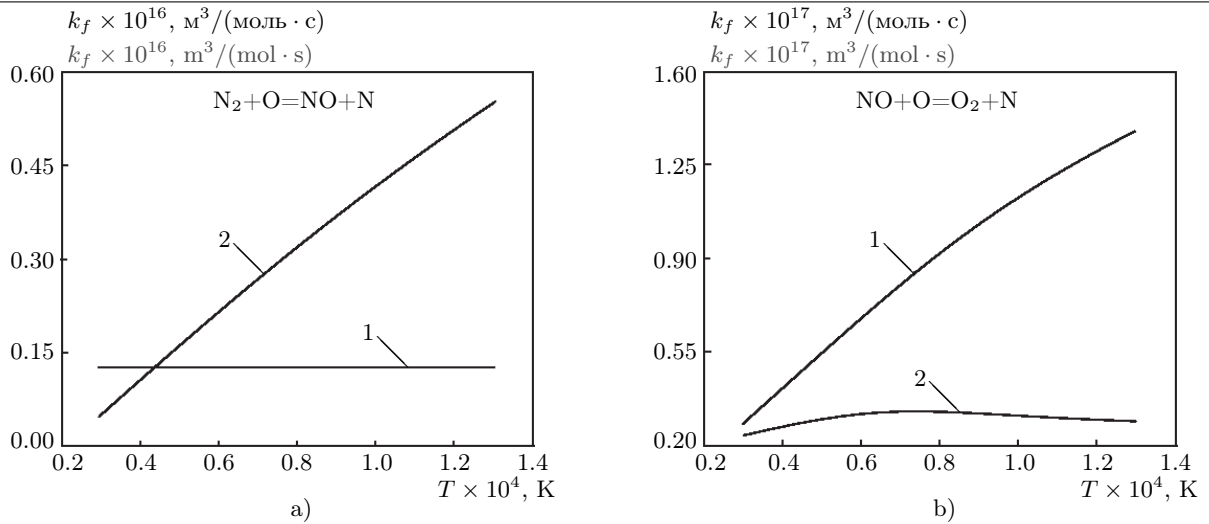 k_f × 10^16, м^3/(моль · с)
k_f × 10^16, m^3/(mol · s)
0.60
N_2+O=NO+N
0.45
2
0.30
1
0.15
0.00
0.2 0.4 0.6 0.8 1.0 1.2 1.4
T × 10^4, K
a)
k_f × 10^17, м^3/(моль · с)
k_f × 10^17, m^3/(mol · s)
1.60
NO+O=O_2+N
1.25
1
0.90
0.55
2
0.20
0.2 0.4 0.6 0.8 1.0 1.2 1.4
T × 10^4, K
b)